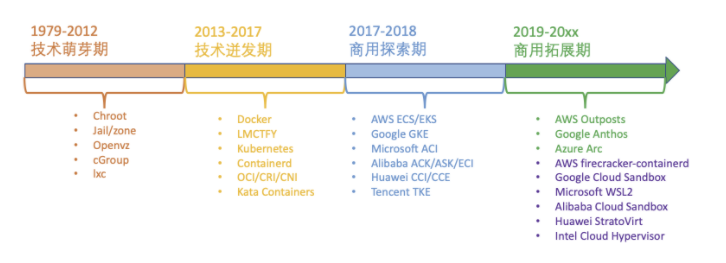 1979-2012
技术萌芽期
2013-2017
技术迸发期
2017-2018
商用探索期
2019-20xx
商用拓展期
• Chroot
• Jail/zone
• Openvz
• cGroup
• lxc
• Docker
• LMCTFY
• Kubernetes
• Containerd
• OCI/CRI/CNI
• Kata Containers
• AWS ECS/EKS
• Google GKE
• Microsoft ACI
• Alibaba ACK/ASK/ECI
• Huawei CCI/CCE
• Tencent TKE
• AWS Outposts
• Google Anthos
• Azure Arc
• AWS firecracker-containerd
• Google Cloud Sandbox
• Microsoft WSL2
• Alibaba Cloud Sandbox
• Huawei StratoVirt
• Intel Cloud Hypervisor